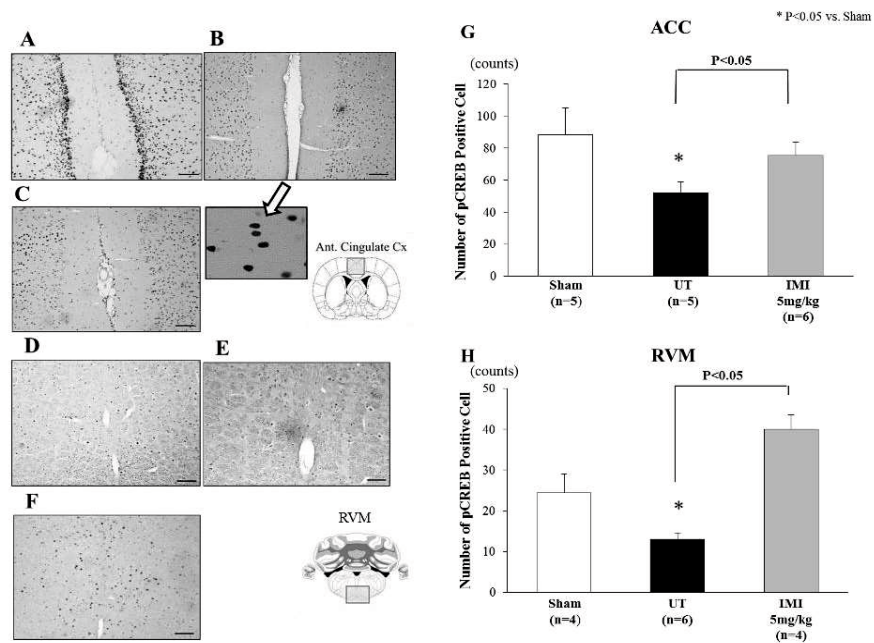 * P<0.05 vs. Sham
A
B
C
Ant. Cingulate Cx
D
E
F
RVM
G
ACC
(counts)
P<0.05
Number of pCREB Positive Cell
120
100
80
60
40
20
0
*
Sham
(n=5)
UT
(n=5)
IMI
5mg/kg
(n=6)
H
RVM
(counts)
P<0.05
Number of pCREB Positive Cell
50
40
30
20
10
0
*
Sham
(n=4)
UT
(n=6)
IMI
5mg/kg
(n=4)